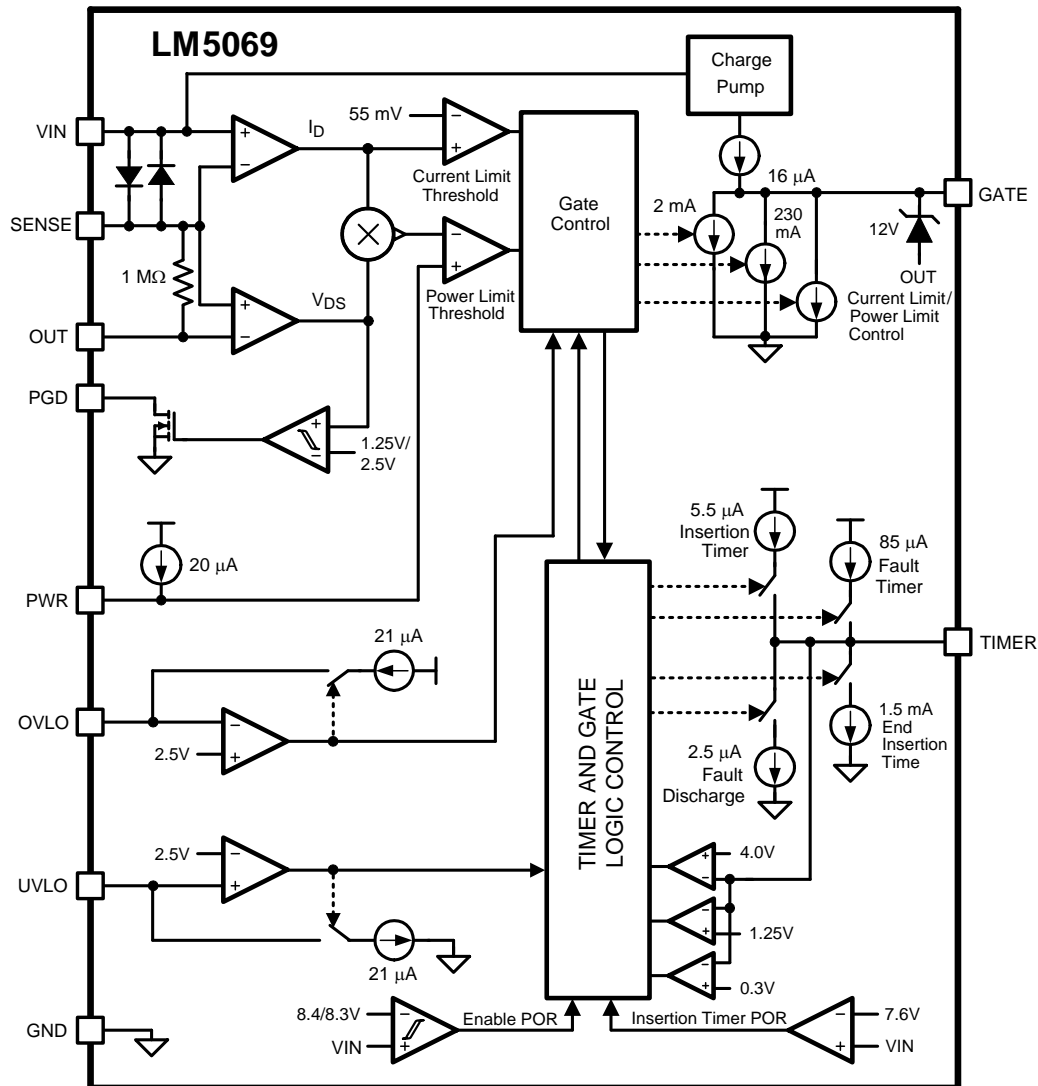 LM5069
Charge
Pump
VIN
I_D
55 mV
−
+
+
−
Current Limit
Threshold
16 μA
GATE
Gate
Control
2 mA
230
mA
12V
OUT
Current Limit/
Power Limit
Control
SENSE
1 MΩ
−
+
Power Limit
Threshold
+
−
V_DS
OUT
PGD
+
−
1.25V/
2.5V
20 μA
PWR
5.5 μA
Insertion
Timer
85 μA
Fault
Timer
TIMER
21 μA
OVLO
−
+
2.5V
TIMER AND GATE
LOGIC CONTROL
2.5 μA
Fault
Discharge
1.5 mA
End
Insertion
Time
2.5V
−
+
UVLO
21 μA
+
−
4.0V
−
+
1.25V
−
+
0.3V
GND
8.4/8.3V
−
+
VIN
Enable POR
Insertion Timer POR
−
+
7.6V
VIN